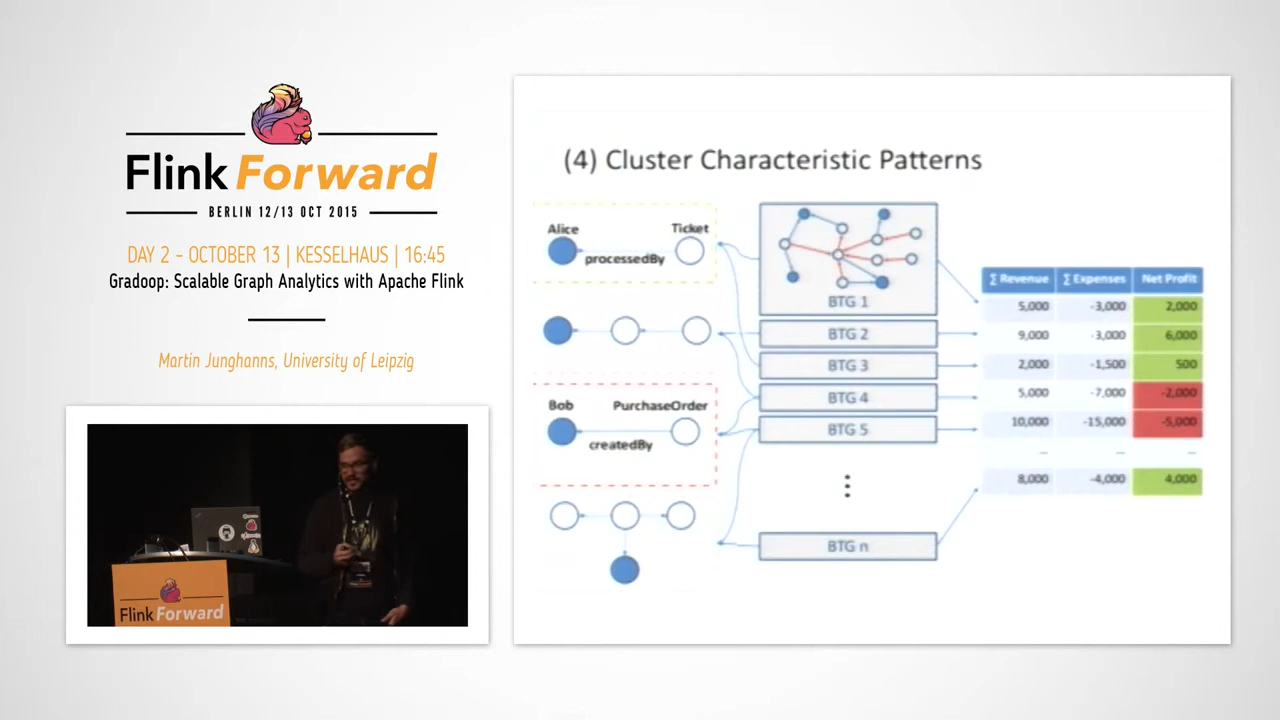 Flink Forward
BERLIN 12/13 OCT 2015
DAY 2 - OCTOBER 13 | KESSELHAUS | 16:45
Gradoop: Scalable Graph Analytics with Apache Flink
Martin Junghanns, University of Leipzig
Flink Forward
(4) Cluster Characteristic Patterns
Alice
Ticket
processedBy
Bob
PurchaseOrder
createdBy
BTG 1
BTG 2
BTG 3
BTG 4
BTG 5
BTG n
∑ Revenue ∑ Expenses Net Profit
5,000 -3,000 2,000
9,000 -3,000 6,000
2,000 -1,500 500
5,000 -7,000 -2,000
10,000 -15,000 -5,000
... ... ...
8,000 -4,000 4,000